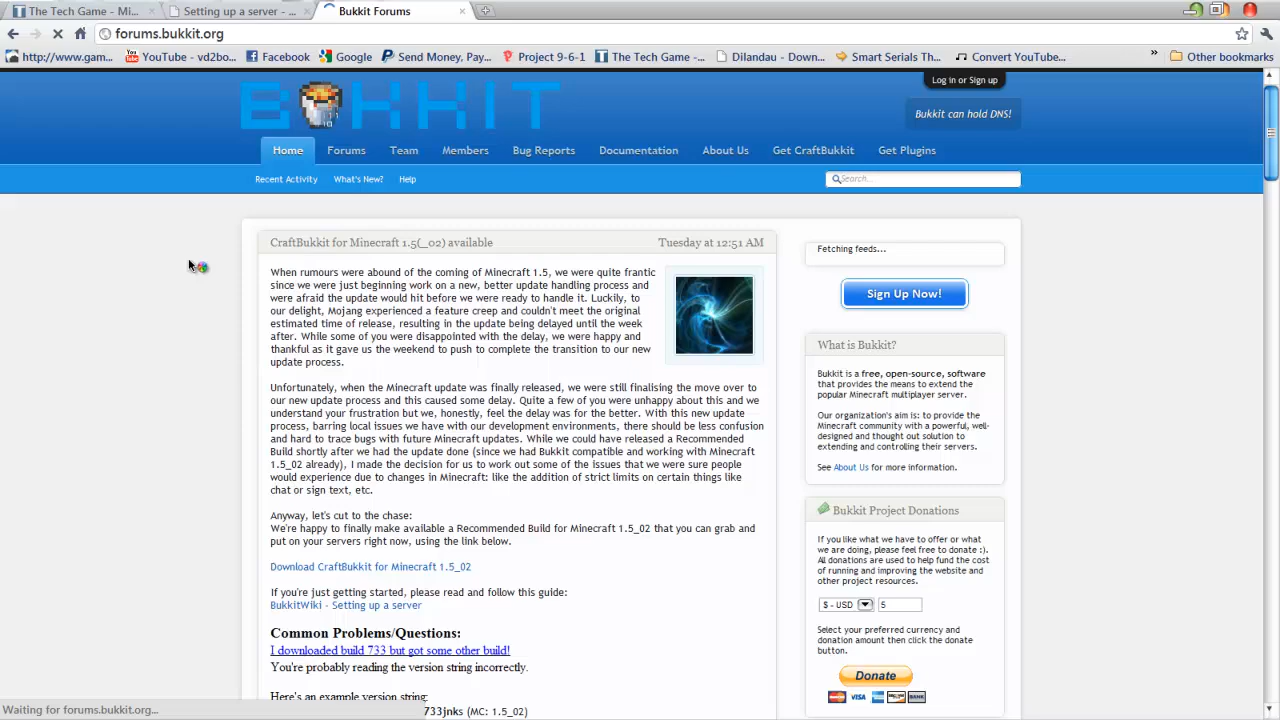 The Tech Game - Mi...
Setting up a server - ...
Bukkit Forums
forums.bukkit.org
http://www.gam...
YouTube - vd2bo...
Facebook
Google
Send Money, Pay...
Project 9-6-1
The Tech Game -...
Dilandau - Down...
Smart Serials Th...
Convert YouTube...
»
Other bookmarks
BUKKIT
Log in or Sign up
Bukkit can hold DNS!
Home
Forums
Team
Members
Bug Reports
Documentation
About Us
Get CraftBukkit
Get Plugins
Recent Activity
What's New?
Help
Search...
CraftBukkit for Minecraft 1.5(_02) available
Tuesday at 12:51 AM
When rumours were abound of the coming of Minecraft 1.5, we were quite frantic
since we were just beginning work on a new, better update handling process and
were afraid the update would hit before we were ready to handle it. Luckily, to
our delight, Mojang experienced a feature creep and couldn't meet the original
estimated time of release, resulting in the update being delayed until the week
after. While some of you were disappointed with the delay, we were happy and
thankful as it gave us the weekend to push to complete the transition to our new
update process.
Unfortunately, when the Minecraft update was finally released, we were still finalising the move over to
our new update process and this caused some delay. Quite a few of you were unhappy about this and we
understand your frustration but we, honestly, feel the delay was for the better. With this new update
process, barring local issues we have with our development environments, there should be less confusion
and hard to trace bugs with future Minecraft updates. While we could have released a Recommended
Build shortly after we had the update done (since we had Bukkit compatible and working with Minecraft
1.5_02 already), I made the decision for us to work out some of the issues that we were sure people
would experience due to changes in Minecraft: like the addition of strict limits on certain things like
chat or sign text, etc.
Anyway, let's cut to the chase:
We're happy to finally make available a Recommended Build for Minecraft 1.5_02 that you can grab and
put on your servers right now, using the link below.
Download CraftBukkit for Minecraft 1.5_02
If you're just getting started, please read and follow this guide:
BukkitWiki - Setting up a server
Common Problems/Questions:
I downloaded build 733 but got some other build!
You're probably reading the version string incorrectly.
Here's an example version string:
733jnks (MC: 1.5_02)
Fetching feeds...
Sign Up Now!
What is Bukkit?
Bukkit is a free, open-source, software
that provides the means to extend the
popular Minecraft multiplayer server.
Our organization's aim is: to provide the
Minecraft community with a powerful, well-
designed and thought out solution to
extending and controlling their servers.
See About Us for more information.
Bukkit Project Donations
If you like what we have to offer or what
we are doing, please feel free to donate :).
All donations are used to help fund the cost
of running and improving the website and
other project resources.
$ - USD
5
Select your preferred currency and
donation amount then click the donate
button.
Donate
VISA
BANK
Waiting for forums.bukkit.org...